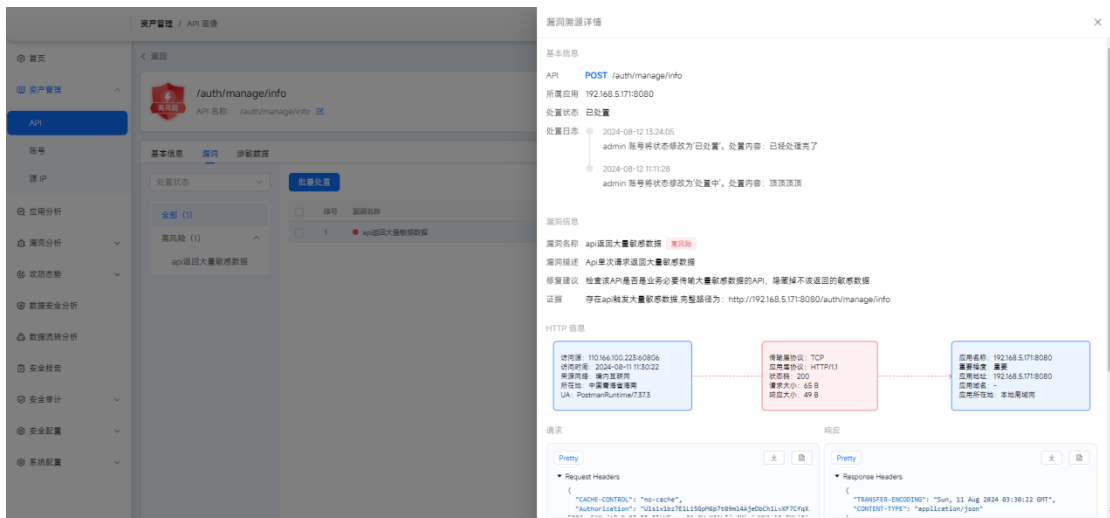 资产管理 / API 画像
首页
资产管理
API
账号
源 IP
应用分析
漏洞分析
攻防态势
数据安全分析
数据流转分析
安全报告
安全审计
安全配置
系统配置
< 返回
高风险
/auth/manage/info
API 名称： /auth/manage/info
基本信息 漏洞 涉敏数据
处置状态
批量处置
全部 (1)
高风险 (1)
api返回大量敏感数据
序号 漏洞名称
1 api返回大量敏感数据
漏洞溯源详情
基本信息
API POST /auth/manage/info
所属应用 192.168.5.171:8080
处置状态 已处置
处置日志 2024-08-12 13:24:05
admin 账号将状态修改为'已处置'。处置内容：已经处理完了
2024-08-12 11:11:28
admin 账号将状态修改为'处置中'。处置内容：顶顶顶顶
漏洞信息
漏洞名称 api返回大量敏感数据 高风险
漏洞描述 Api单次请求返回大量敏感数据
修复建议 检查该API是否是业务必要传输大量敏感数据的API，隐藏掉不该返回的敏感数据
证据 存在api触发大量敏感数据,完整路径为：http://192.168.5.171:8080/auth/manage/info
HTTP 信息
访问源：110.166.100.223:60806
访问时间：2024-08-11 11:30:22
来源网络：境内互联网
所在地：中国青海省海南
UA：PostmanRuntime/7.37.3
传输层协议：TCP
应用层协议：HTTP/1.1
状态码：200
请求大小：65 B
响应大小：49 B
应用名称：192.168.5.171:8080
重要程度：重要
应用地址：192.168.5.171:8080
应用域名：-
应用所在地：本地局域网
请求
Pretty
Request Headers
{
"CACHE-CONTROL": "no-cache",
响应
Pretty
Response Headers
{
"TRANSFER-ENCODING": "Sun, 11 Aug 2024 03:30:22 GMT",
"CONTENT-TYPE": "application/json"